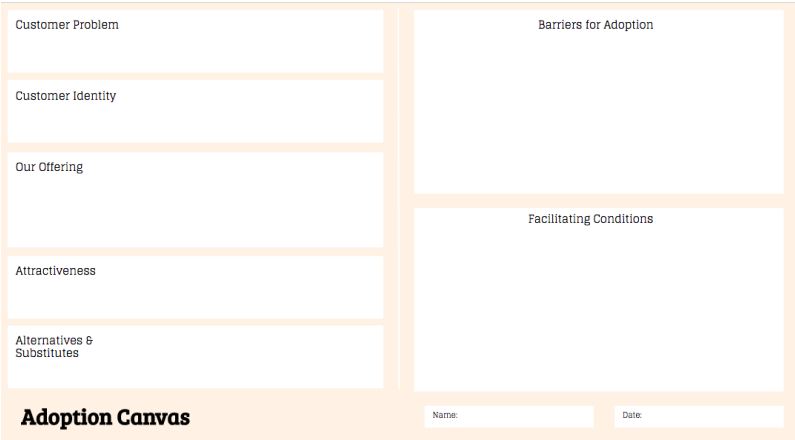 Customer Problem
Customer Identity
Our Offering
Attractiveness
Alternatives &
Substitutes
Barriers for Adoption
Facilitating Conditions
Adoption Canvas
Name:
Date: